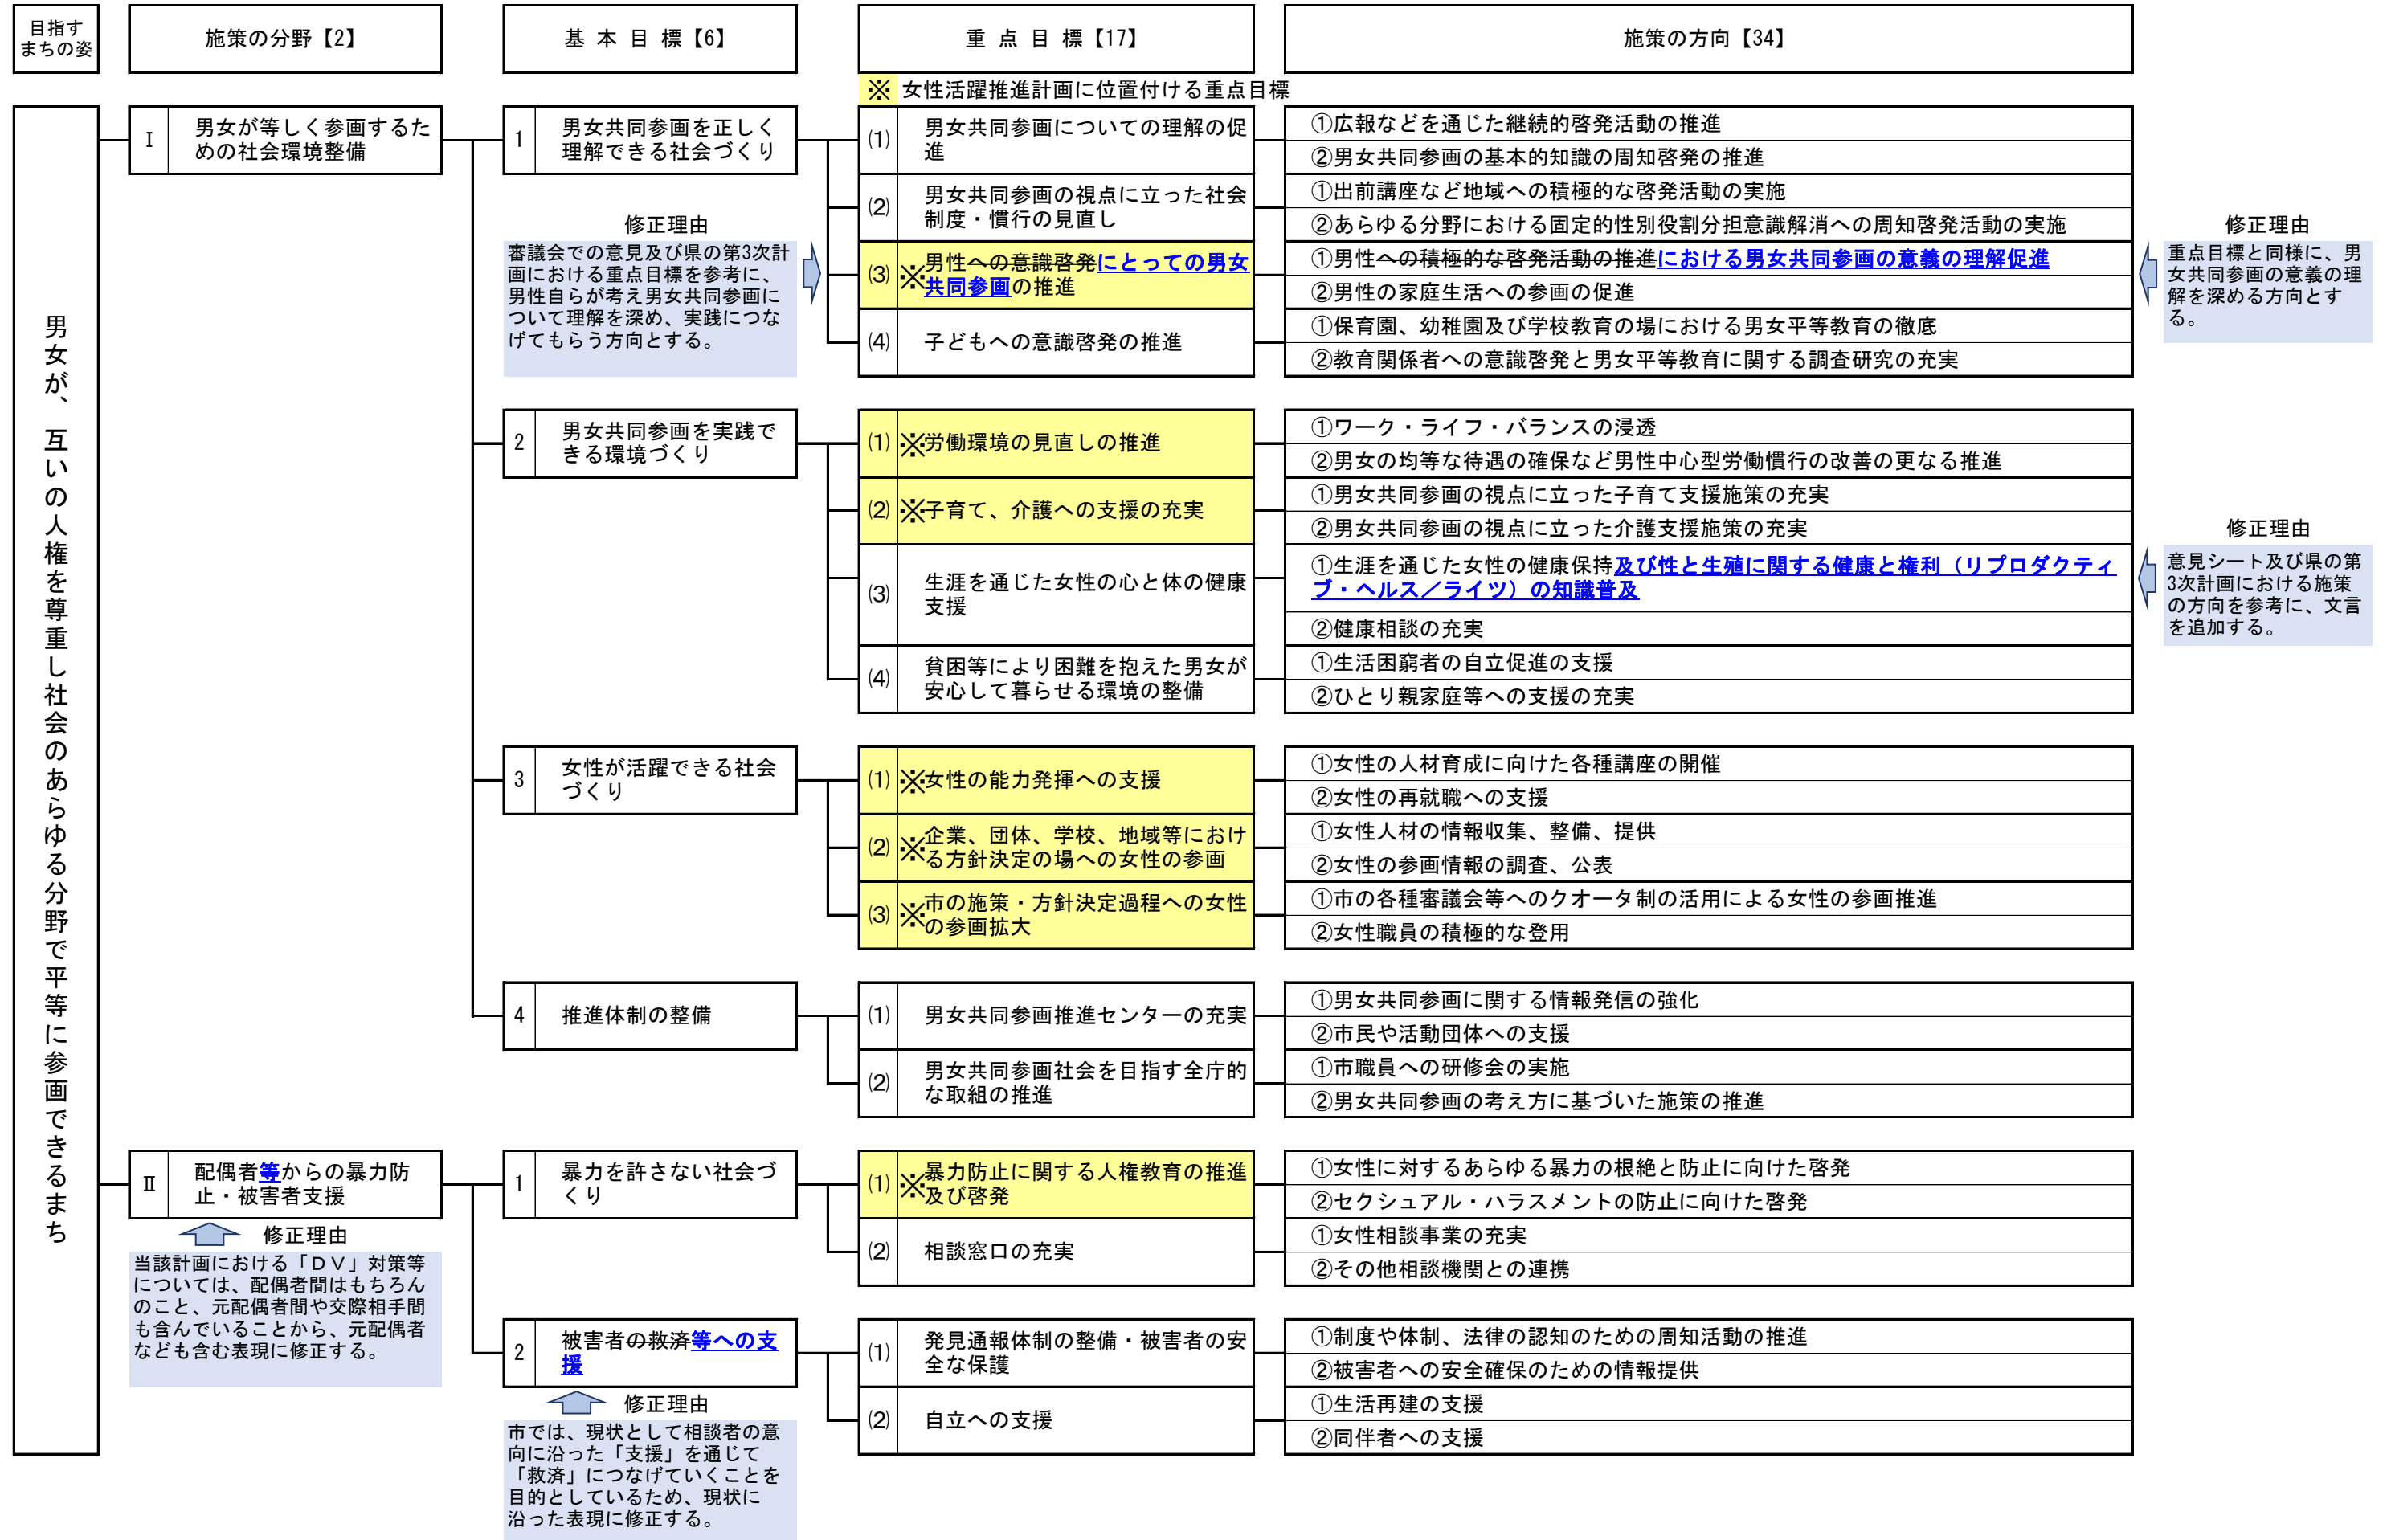 目指す
まちの姿
施策の分野【2】
基 本 目 標【6】
重 点 目 標【17】
施策の方向【34】
※ 女性活躍推進計画に位置付ける重点目標
男女が、互いの人権を尊重し社会のあらゆる分野で平等に参画できるまち
Ⅰ
男女が等しく参画するた
めの社会環境整備
1
男女共同参画を正しく
理解できる社会づくり
(1)
男女共同参画についての理解の促
進
①広報などを通じた継続的啓発活動の推進
②男女共同参画の基本的知識の周知啓発の推進
(2)
男女共同参画の視点に立った社会
制度・慣行の見直し
①出前講座など地域への積極的な啓発活動の実施
②あらゆる分野における固定的性別役割分担意識解消への周知啓発活動の実施
修正理由
審議会での意見及び県の第3次計
画における重点目標を参考に、
男性自らが考え男女共同参画に
ついて理解を深め、実践につな
げてもらう方向とする。
(3)
※男性への意識啓発にとっての男女
共同参画の推進
①男性への積極的な啓発活動の推進における男女共同参画の意義の理解促進
②男性の家庭生活への参画の促進
修正理由
重点目標と同様に、男
女共同参画の意義の理
解を深める方向とす
る。
(4)
子どもへの意識啓発の推進
①保育園、幼稚園及び学校教育の場における男女平等教育の徹底
②教育関係者への意識啓発と男女平等教育に関する調査研究の充実
2
男女共同参画を実践で
きる環境づくり
(1)
※労働環境の見直しの推進
①ワーク・ライフ・バランスの浸透
②男女の均等な待遇の確保など男性中心型労働慣行の改善の更なる推進
(2)
※子育て、介護への支援の充実
①男女共同参画の視点に立った子育て支援施策の充実
②男女共同参画の視点に立った介護支援施策の充実
(3)
生涯を通じた女性の心と体の健康
支援
①生涯を通じた女性の健康保持及び性と生殖に関する健康と権利（リプロダクティ
ブ・ヘルス／ライツ）の知識普及
②健康相談の充実
修正理由
意見シート及び県の第
3次計画における施策
の方向を参考に、文言
を追加する。
(4)
貧困等により困難を抱えた男女が
安心して暮らせる環境の整備
①生活困窮者の自立促進の支援
②ひとり親家庭等への支援の充実
3
女性が活躍できる社会
づくり
(1)
※女性の能力発揮への支援
①女性の人材育成に向けた各種講座の開催
②女性の再就職への支援
(2)
※企業、団体、学校、地域等におけ
る方針決定の場への女性の参画
①女性人材の情報収集、整備、提供
②女性の参画情報の調査、公表
(3)
※市の施策・方針決定過程への女性
の参画拡大
①市の各種審議会等へのクオータ制の活用による女性の参画推進
②女性職員の積極的な登用
4
推進体制の整備
(1)
男女共同参画推進センターの充実
①男女共同参画に関する情報発信の強化
②市民や活動団体への支援
(2)
男女共同参画社会を目指す全庁的
な取組の推進
①市職員への研修会の実施
②男女共同参画の考え方に基づいた施策の推進
Ⅱ
配偶者等からの暴力防
止・被害者支援
修正理由
当該計画における「ＤＶ」対策等
については、配偶者間はもちろん
のこと、元配偶者間や交際相手間
も含んでいることから、元配偶者
なども含む表現に修正する。
1
暴力を許さない社会づ
くり
(1)
※暴力防止に関する人権教育の推進
及び啓発
①女性に対するあらゆる暴力の根絶と防止に向けた啓発
②セクシュアル・ハラスメントの防止に向けた啓発
(2)
相談窓口の充実
①女性相談事業の充実
②その他相談機関との連携
2
被害者の救済等への支
援
修正理由
市では、現状として相談者の意
向に沿った「支援」を通じて
「救済」につなげていくことを
目的としているため、現状に
沿った表現に修正する。
(1)
発見通報体制の整備・被害者の安
全な保護
①制度や体制、法律の認知のための周知活動の推進
②被害者への安全確保のための情報提供
(2)
自立への支援
①生活再建の支援
②同伴者への支援